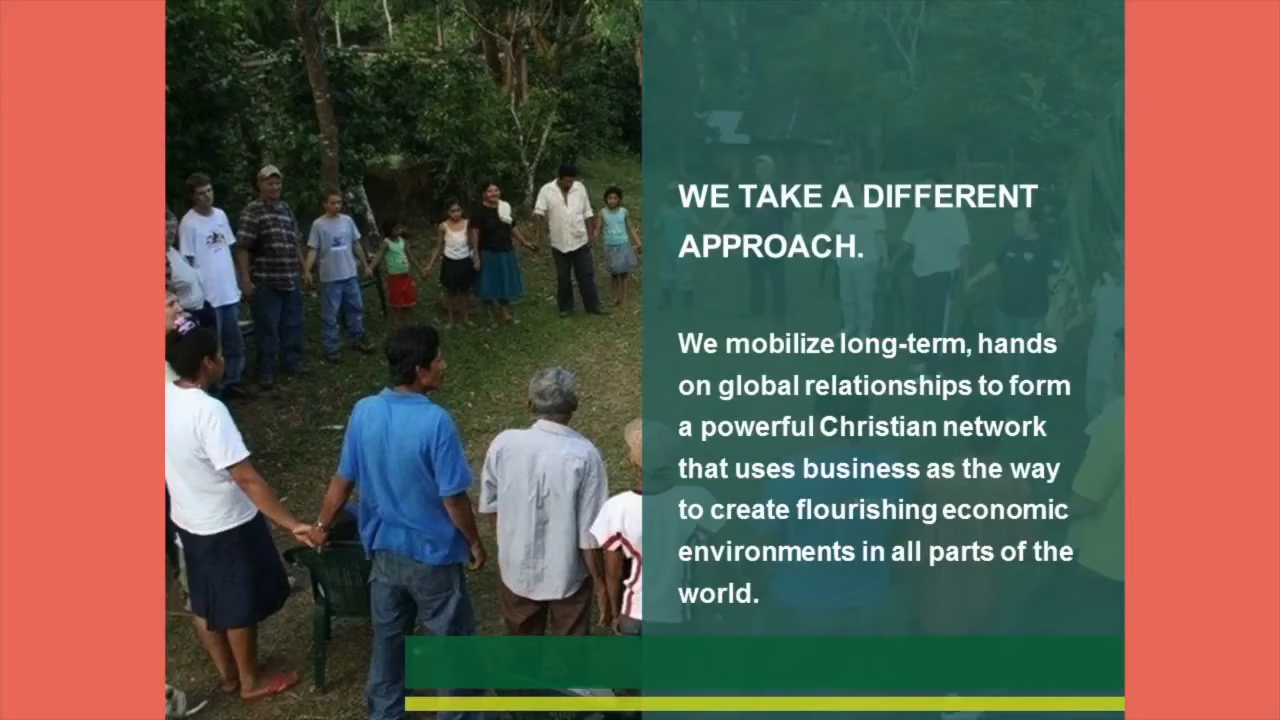 WE TAKE A DIFFERENT
APPROACH.
We mobilize long-term, hands
on global relationships to form
a powerful Christian network
that uses business as the way
to create flourishing economic
environments in all parts of the
world.